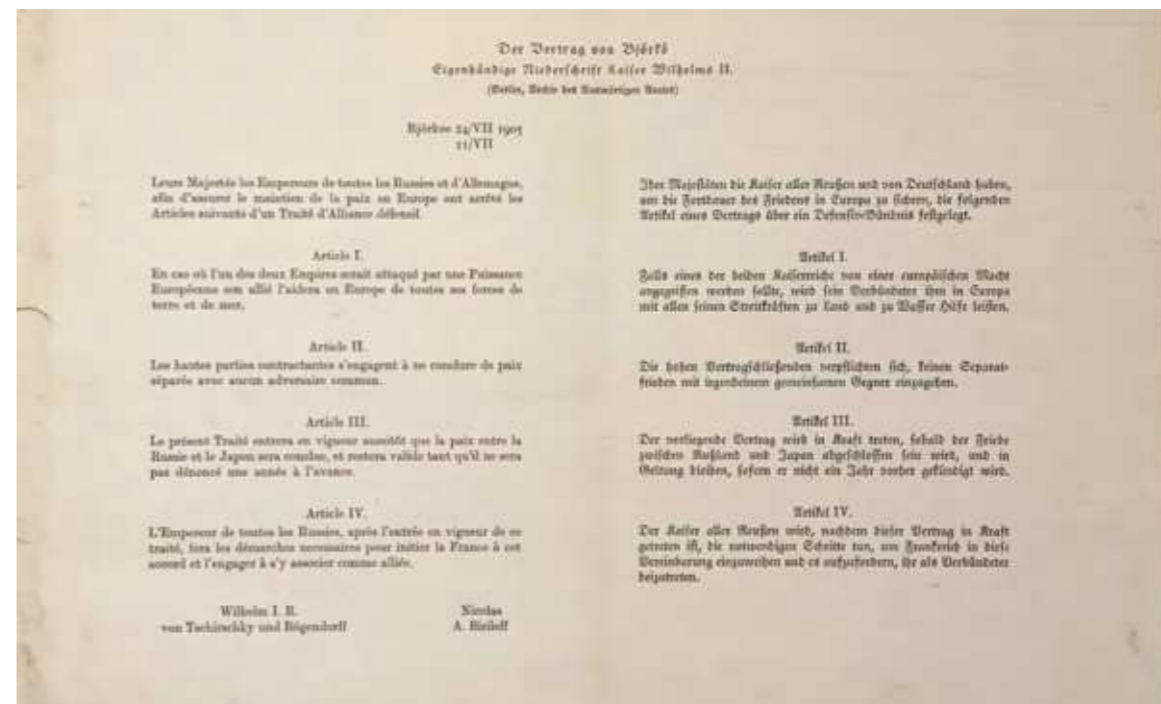 Der Vertrag von Björkö
Eigenhändige Niederschrift Kaiser Wilhelms II.
(Berlin, Archiv des Auswärtigen Amtes)
Björkoe 24/VII 1905
11/VII
Leurs Majestés les Empereurs de toutes les Russies et d'Allemagne,
afin d'assurer le maintien de la paix en Europe ont arrêté les
Articles suivants d'un Traité d'Alliance défensif.
Article I.
En cas où l'un des deux Empires serait attaqué par une Puissance
Européenne son allié l'aidera en Europe de toutes ses forces de
terre et de mer.
Article II.
Les hautes parties contractantes s'engagent à ne conclure de paix
séparée avec aucun adversaire commun.
Article III.
Le présent Traité entrera en vigueur aussitôt que la paix entre la
Russie et le Japon sera conclue, et restera valide tant qu'il ne sera
pas dénoncé une année à l'avance.
Article IV.
L'Empereur de toutes les Russies, après l'entrée en vigueur de ce
traité, fera les démarches necessaires pour initier la France à cet
accord et l'engager à s'y associer comme alliée.
Wilhelm I. R.
von Tschirschky und Bögendorff
Nicolas
A. Birileff
Ihre Majestäten die Kaiser aller Reußen und von Deutschland haben,
um die Fortdauer des Friedens in Europa zu sichern, die folgenden
Artikel eines Vertrags über ein Defensiv-Bündnis festgelegt.
Artikel I.
Falls eines der beiden Kaiserreiche von einer europäischen Macht
angegriffen werden sollte, wird sein Verbündeter ihm in Europa
mit allen seinen Streitkräften zu Land und zu Wasser Hilfe leisten.
Artikel II.
Die hohen Vertragschließenden verpflichten sich, keinen Separat-
frieden mit irgendeinem gemeinsamen Gegner einzugehen.
Artikel III.
Der vorliegende Vertrag wird in Kraft treten, sobald der Friede
zwischen Rußland und Japan abgeschlossen sein wird, und in
Geltung bleiben, sofern er nicht ein Jahr vorher gekündigt wird.
Artikel IV.
Der Kaiser aller Reußen wird, nachdem dieser Vertrag in Kraft
getreten ist, die notwendigen Schritte tun, um Frankreich in diese
Vereinbarung einzuweihen und es aufzufordern, ihr als Verbündeter
beizutreten.